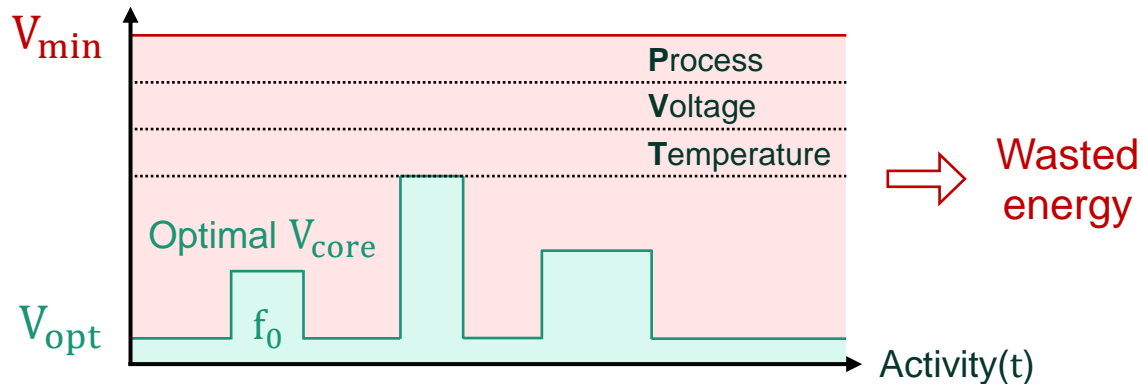 Vmin
Process
Voltage
Temperature
Wasted
energy
Optimal Vcore
Vopt
f0
Activity(t)